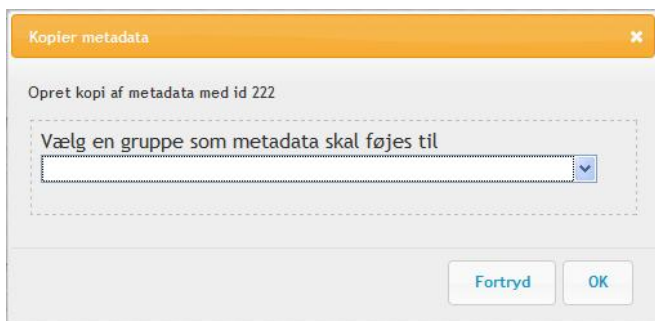 Kopier metadata
Opret kopi af metadata med id 222
Vælg en gruppe som metadata skal føjes til
Fortryd OK